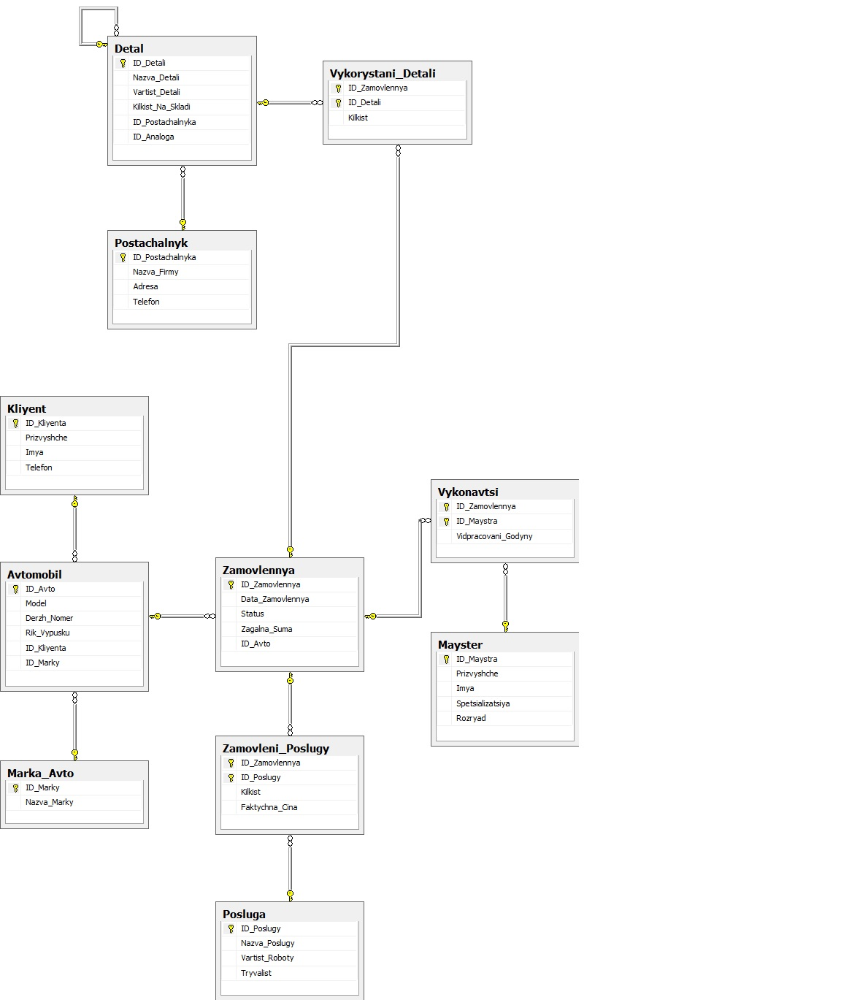 Detal
ID_Detali
Nazva_Detali
Vartist_Detali
Kilkist_Na_Skladi
ID_Postachalnyka
ID_Analoga
Vykorystani_Detali
ID_Zamovlennya
ID_Detali
Kilkist
Postachalnyk
ID_Postachalnyka
Nazva_Firmy
Adresa
Telefon
Kliyent
ID_Kliyenta
Prizvyshche
Imya
Telefon
Vykonavtsi
ID_Zamovlennya
ID_Maystra
Vidpracovani_Godyny
Avtomobil
ID_Avto
Model
Derzh_Nomer
Rik_Vypusku
ID_Kliyenta
ID_Marky
Zamovlennya
ID_Zamovlennya
Data_Zamovlennya
Status
Zagalna_Suma
ID_Avto
Mayster
ID_Maystra
Prizvyshche
Imya
Spetsializatsiya
Rozryad
Marka_Avto
ID_Marky
Nazva_Marky
Zamovleni_Poslugy
ID_Zamovlennya
ID_Poslugy
Kilkist
Faktychna_Cina
Posluga
ID_Poslugy
Nazva_Poslugy
Vartist_Roboty
Tryvalist